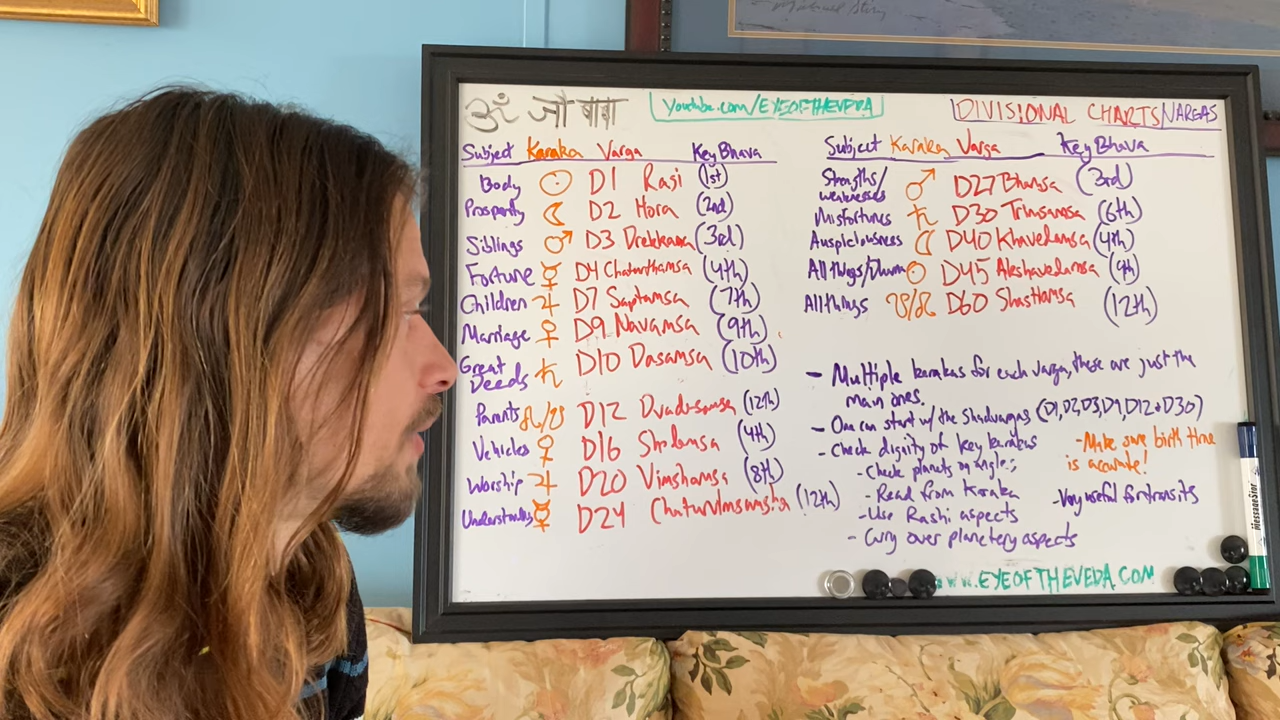 ॐ जौ बाबा
Youtube.com/EYEOFTHEVEDA
DIVISIONAL CHARTS/VARGAS
Subject Karaka Varga Key Bhava
Body ☉ D1 Rasi (1st)
Prosperty ☾ D2 Hora (2nd)
Siblings ♂ D3 Drekkana (3rd)
Fortune ☿ D4 Chaturthamsa (4th)
Children ♃ D7 Saptamsa (7th)
Marriage ♀ D9 Navamsa (9th)
Great Deeds ♄ D10 Dasamsa (10th)
Parents ☊/☋ D12 Dvadasamsa (12th)
Vehicles ♀ D16 Shodamsa (4th)
Worship ♃ D20 Vimshamsa (8th)
Understanding ☿ D24 (12th)
Subject Karaka Varga Key Bhava
Strengths/
weaknesses ♂ D27 Bhamsa (3rd)
Misfortunes ♄ D30 Trimsamsa (6th)
Auspiciousness ☾ D40 Khavedamsa (4th)
All things/Dharma ☉ D45 Akshavedamsa (9th)
All things ☋/☊ D60 Shastiamsa (12th)
- Multiple karakas for each varga, these are just the
main ones.
- One can start w/ the Shadvargas (D1, D2, D3, D9, D12 + D30)
- Check dignity of key karakas
- Check planets on angles
- Read from Karaka
- Use Rashi aspects
- Carry over planetary aspects
- Make sure birth time
is accurate!
- Very useful for transits
www.EYEOFTHEVEDA.COM
MessageStor